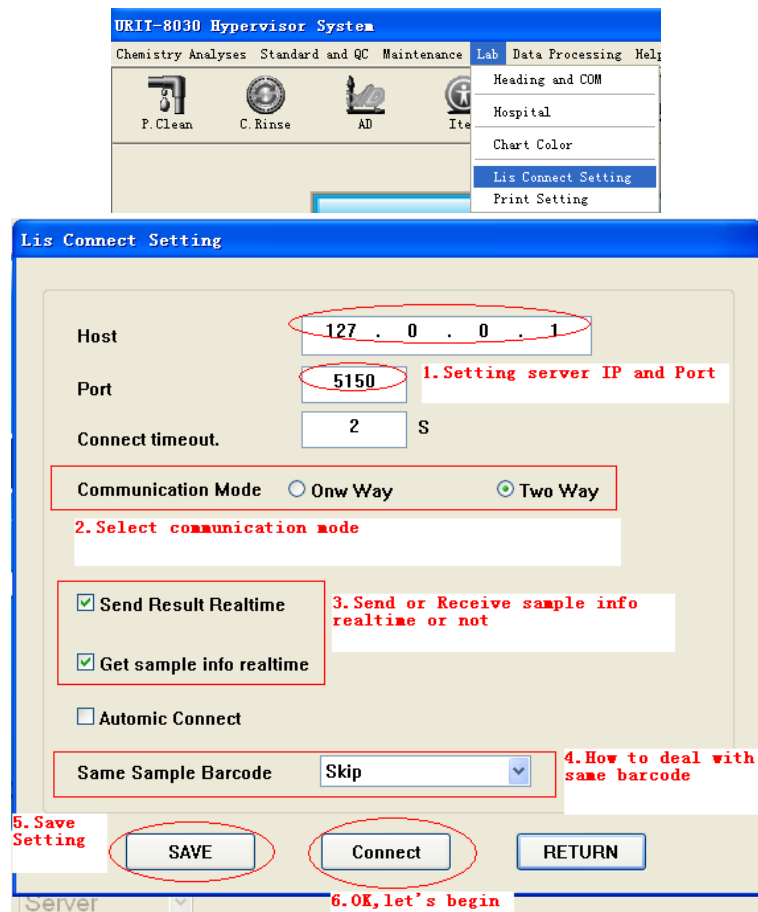 URIT-8030 Hypervisor System
Chemistry Analyses Standard and QC Maintenance Lab Data Processing Help
P.Clean C.Rinse AD Ite
Heading and COM
Hospital
Chart Color
Lis Connect Setting
Print Setting
Lis Connect Setting
Host 127 . 0 . 0 . 1
Port 5150
1.Setting server IP and Port
Connect timeout. 2 S
Communication Mode Onw Way Two Way
2.Select communication mode
Send Result Realtime
3.Send or Receive sample info
realtime or not
Get sample info realtime
Automic Connect
Same Sample Barcode Skip
4.How to deal with
same barcode
5.Save
Setting
SAVE Connect RETURN
6.OK,let's begin
Server